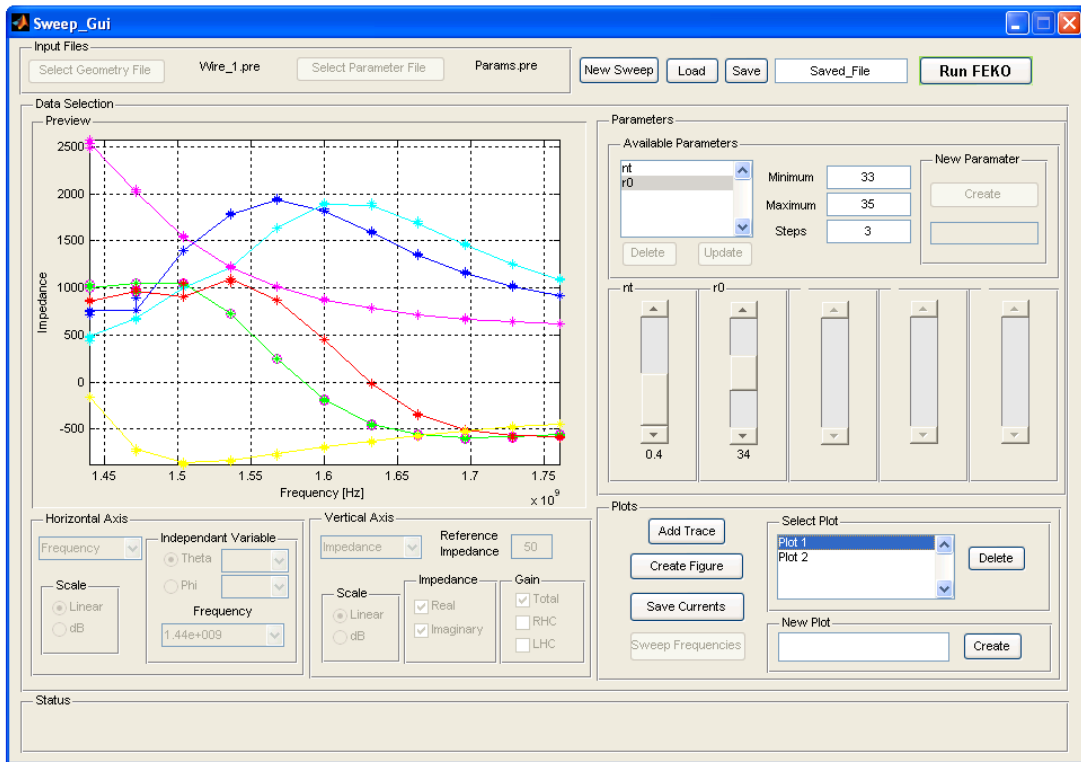 Sweep_Gui
Input Files
Select Geometry File Wire_1.pre Select Parameter File Params.pre
New Sweep Load Save Saved_File Run FEKO
Data Selection
Preview
2500
2000
1500
1000
500
0
-500
Impedance
1.45 1.5 1.55 1.6 1.65 1.7 1.75
Frequency [Hz]
x 10^9
Parameters
Available Parameters
nt
r0
Minimum 33
Maximum 35
Steps 3
Delete Update
New Paramater
Create
nt r0
0.4 34
Horizontal Axis
Frequency
Scale
Linear
dB
Independant Variable
Theta
Phi
Frequency
1.44e+009
Vertical Axis
Impedance
Reference
Impedance 50
Scale
Linear
dB
Impedance
Real
Imaginary
Gain
Total
RHC
LHC
Plots
Add Trace
Create Figure
Save Currents
Sweep Frequencies
Select Plot
Plot 1
Plot 2
Delete
New Plot
Create
Status